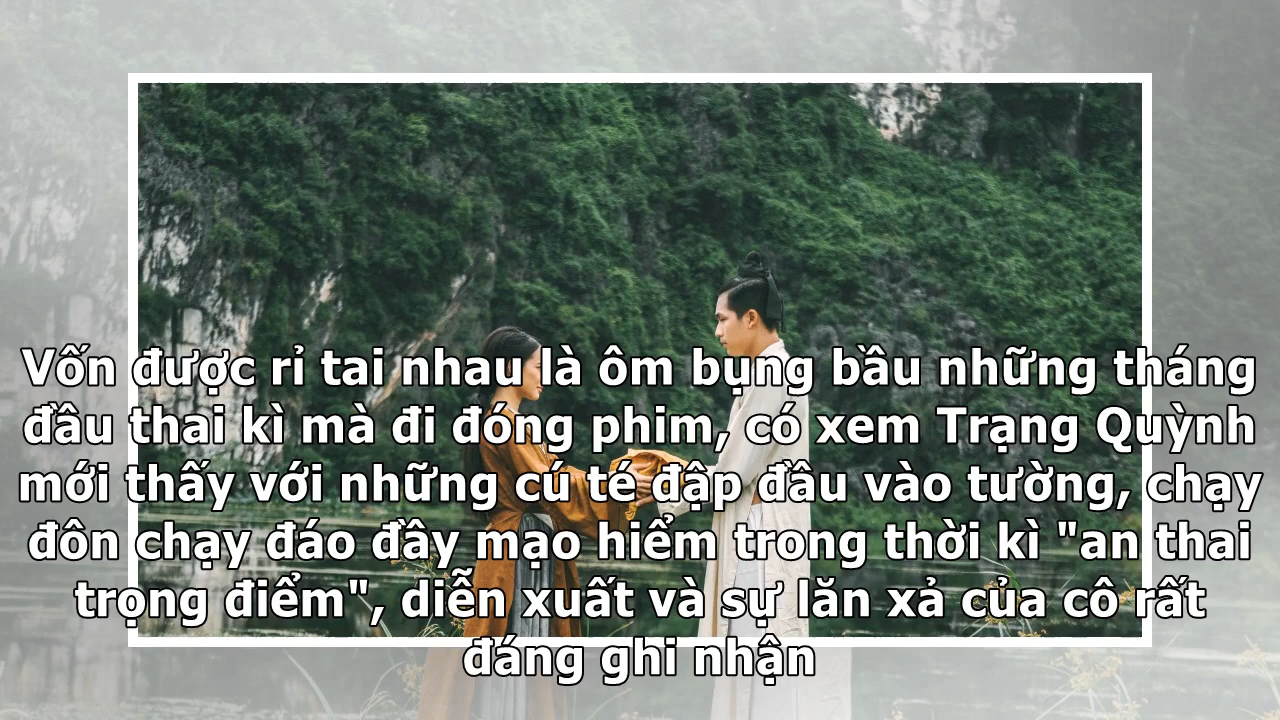 Vốn được rỉ tai nhau là ôm bụng bầu những tháng
đầu thai kì mà đi đóng phim, có xem Trạng Quỳnh
mới thấy với những cú té đập đầu vào tường, chạy
đôn chạy đáo đầy mạo hiểm trong thời kì "an thai
trọng điểm", diễn xuất và sự lăn xả của cô rất
đáng ghi nhận